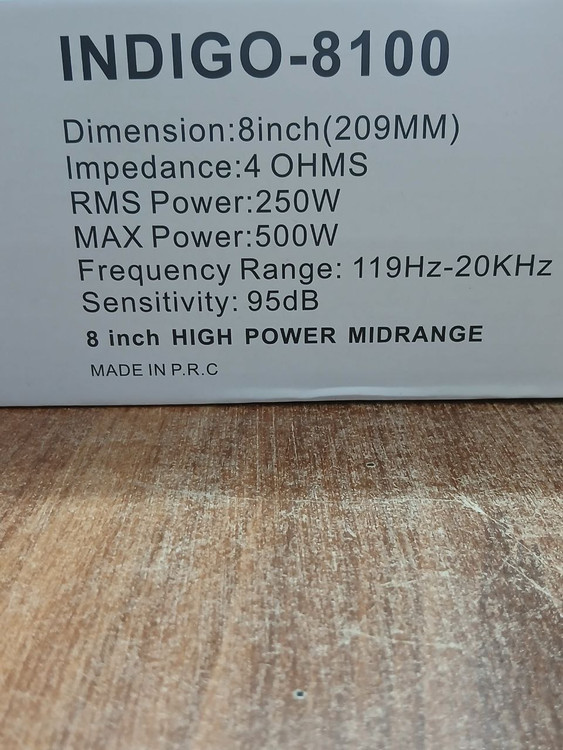 INDIGO-8100
Dimension:8inch(209MM)
Impedance:4 OHMS
RMS Power:250W
MAX Power:500W
Frequency Range: 119Hz-20KHz
Sensitivity: 95dB
8 inch HIGH POWER MIDRANGE
MADE IN P.R.C